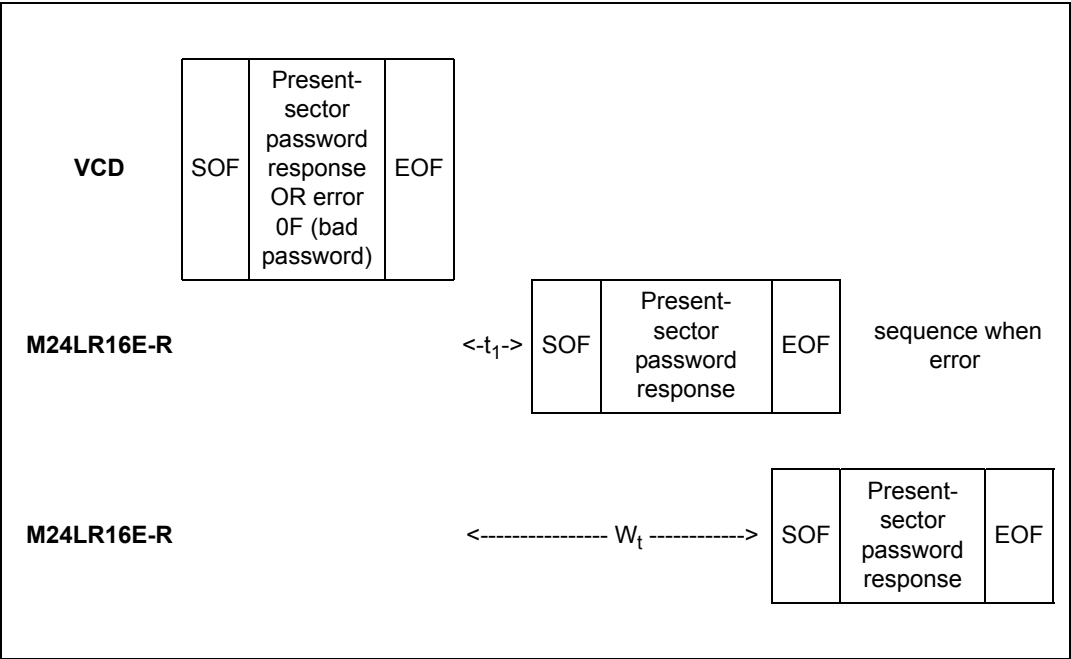 VCD
SOF
Present-
sector
password
response
OR error
0F (bad
password)
EOF
M24LR16E-R
<-t1->
SOF
Present-
sector
password
response
EOF
sequence when
error
M24LR16E-R
<---------------- Wt ------------>
SOF
Present-
sector
password
response
EOF